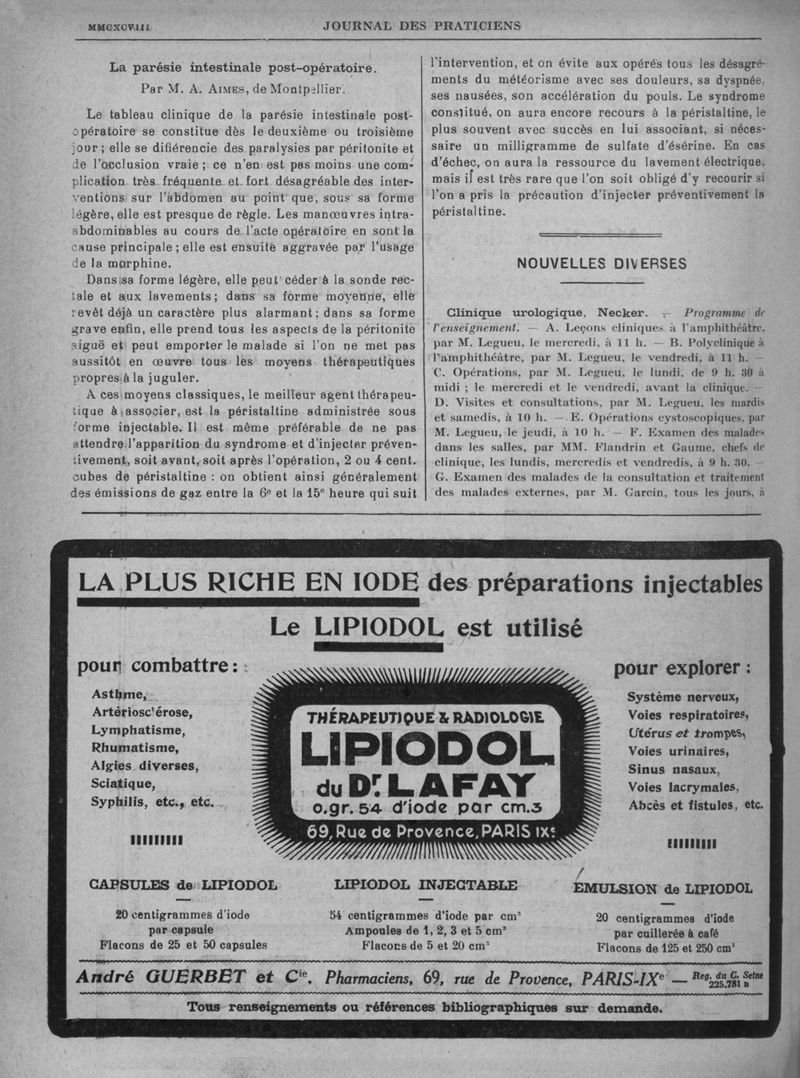 MMCXCVIII
JOURNAL DES PRATICIENS
La parésie intestinale post-opératoire.
Par M. A. AIMES, de Montpellier.
Le tableau clinique de la parésie intestinale post-
opératoire se constitue dès le deuxième ou troisième
jour ; elle se différencie des paralysies par péritonite et
de l'occlusion vraie ; ce n'en est pas moins une com-
plication très fréquente et fort désagréable des inter-
ventions sur l'abdomen au point que, sous sa forme
légère, elle est presque de règle. Les manœuvres intra-
abdominables au cours de l'acte opératoire en sont la
cause principale ; elle est ensuite aggravée par l'usage
de la morphine.
Dans sa forme légère, elle peut céder à la sonde rec-
tale et aux lavements ; dans sa forme moyenne, elle
revêt déjà un caractère plus alarmant ; dans sa forme
grave enfin, elle prend tous les aspects de la péritonite
aiguë et peut emporter le malade si l'on ne met pas
aussitôt en œuvre tous les moyens thérapeutiques
propres à la juguler.
A ces moyens classiques, le meilleur agent thérapeu-
tique à associer, est la péristaltine administrée sous
forme injectable. Il est même préférable de ne pas
attendre l'apparition du syndrome et d'injecter préven-
tivement, soit avant, soit après l'opération, 2 ou 4 cent.
cubes de péristaltine : on obtient ainsi généralement
des émissions de gaz entre la 6e et la 15e heure qui suit
l'intervention, et on évite aux opérés tous les désagré-
ments du météorisme avec ses douleurs, sa dyspnée,
ses nausées, son accélération du pouls. Le syndrome
constitué, on aura encore recours à la péristaltine, le
plus souvent avec succès en lui associant, si néces-
saire un milligramme de sulfate d'ésérine. En cas
d'échec, on aura la ressource du lavement électrique,
mais il est très rare que l'on soit obligé d'y recourir si
l'on a pris la précaution d'injecter préventivement la
péristaltine.
NOUVELLES DIVERSES
Clinique urologique, Necker. — Programme de
l'enseignement. — A. Leçons cliniques à l'amphithéâtre,
par M. Legueu, le mercredi, à 11 h. — B. Polyclinique à
l'amphithéâtre, par M. Legueu, le vendredi, à 11 h. —
C. Opérations, par M. Legueu, le lundi, de 9 h. 30 à
midi ; le mercredi et le vendredi, avant la clinique. —
D. Visites et consultations, par M. Legueu, les mardis
et samedis, à 10 h. — E. Opérations cystoscopiques, par
M. Legueu, le jeudi, à 10 h. — F. Examen des malades
dans les salles, par MM. Flandrin et Gaume, chefs de
clinique, les lundis, mercredis et vendredis, à 9 h. 30. —
G. Examen des malades de la consultation et traitement
des malades externes, par M. Garcin, tous les jours, à
LA PLUS RICHE EN IODE des préparations injectables
Le LIPIODOL est utilisé
pour combattre :
Asthme,
Artériosclérose,
Lymphatisme,
Rhumatisme,
Algies diverses,
Sciatique,
Syphilis, etc., etc.
THÉRAPEUTIQUE & RADIOLOGIE
LIPIODOL
du Dr. LAFAY
0.gr. 54 d'iode par cm.3
69, Rue de Provence, PARIS IXe
pour explorer :
Système nerveux,
Voies respiratoires,
Utérus et trompes,
Voies urinaires,
Sinus nasaux,
Voies lacrymales,
Abcès et fistules, etc.
CAPSULES de LIPIODOL
20 centigrammes d'iode
par capsule
Flacons de 25 et 50 capsules
LIPIODOL INJECTABLE
54 centigrammes d'iode par cm³
Ampoules de 1, 2, 3 et 5 cm³
Flacons de 5 et 20 cm³
ÉMULSION de LIPIODOL
20 centigrammes d'iode
par cuillerée à café
Flacons de 125 et 250 cm³
André GUERBET et Cie, Pharmaciens, 69, rue de Provence, PARIS-IXe — Reg. du C. Seine 225.781 B
Tous renseignements ou références bibliographiques sur demande.